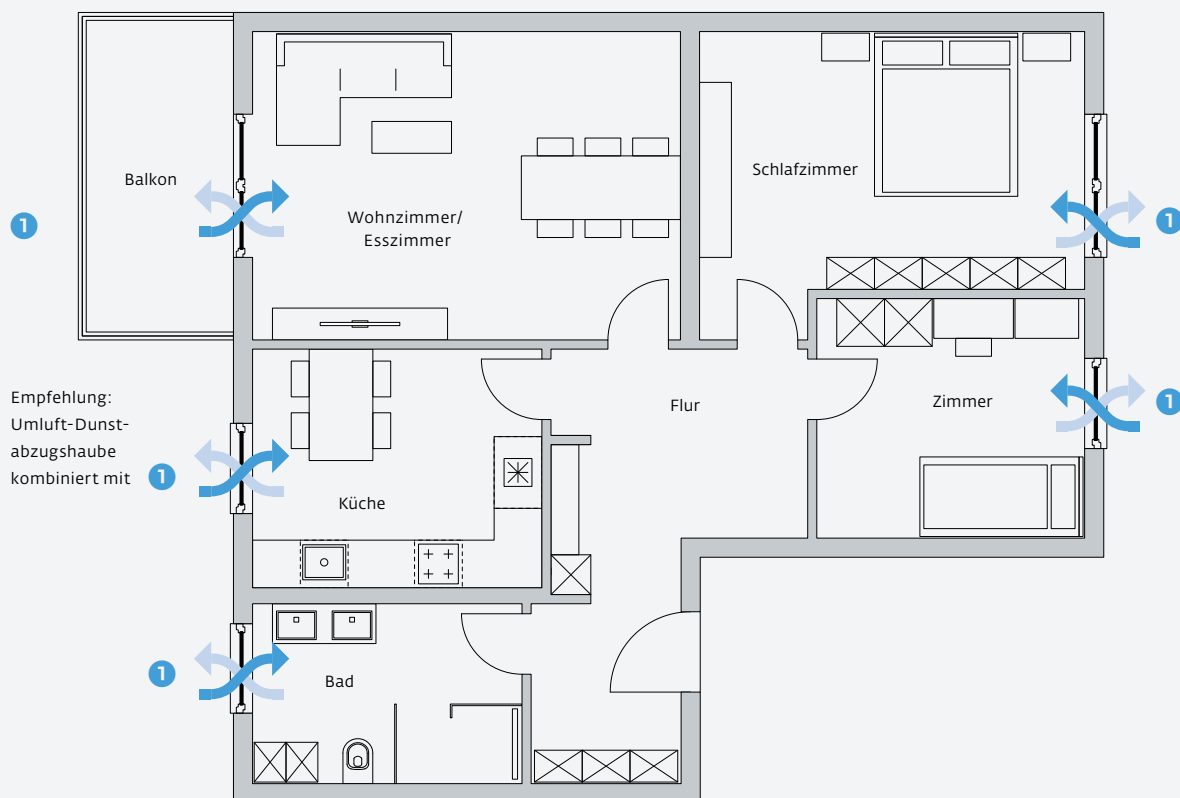 Balkon
1
Wohnzimmer/
Esszimmer
Schlafzimmer
1
Empfehlung:
Umluft-Dunst-
abzugshaube
kombiniert mit
1
Küche
Flur
Zimmer
1
1
Bad